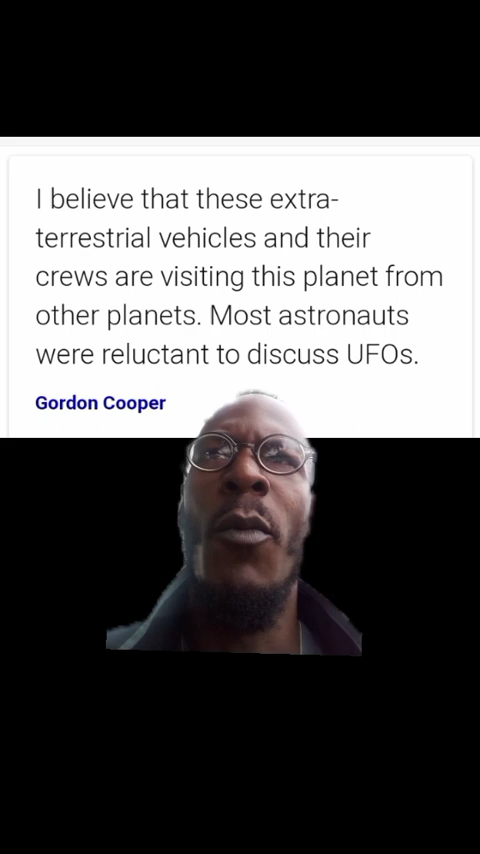 I believe that these extra-
terrestrial vehicles and their
crews are visiting this planet from
other planets. Most astronauts
were reluctant to discuss UFOs.
Gordon Cooper